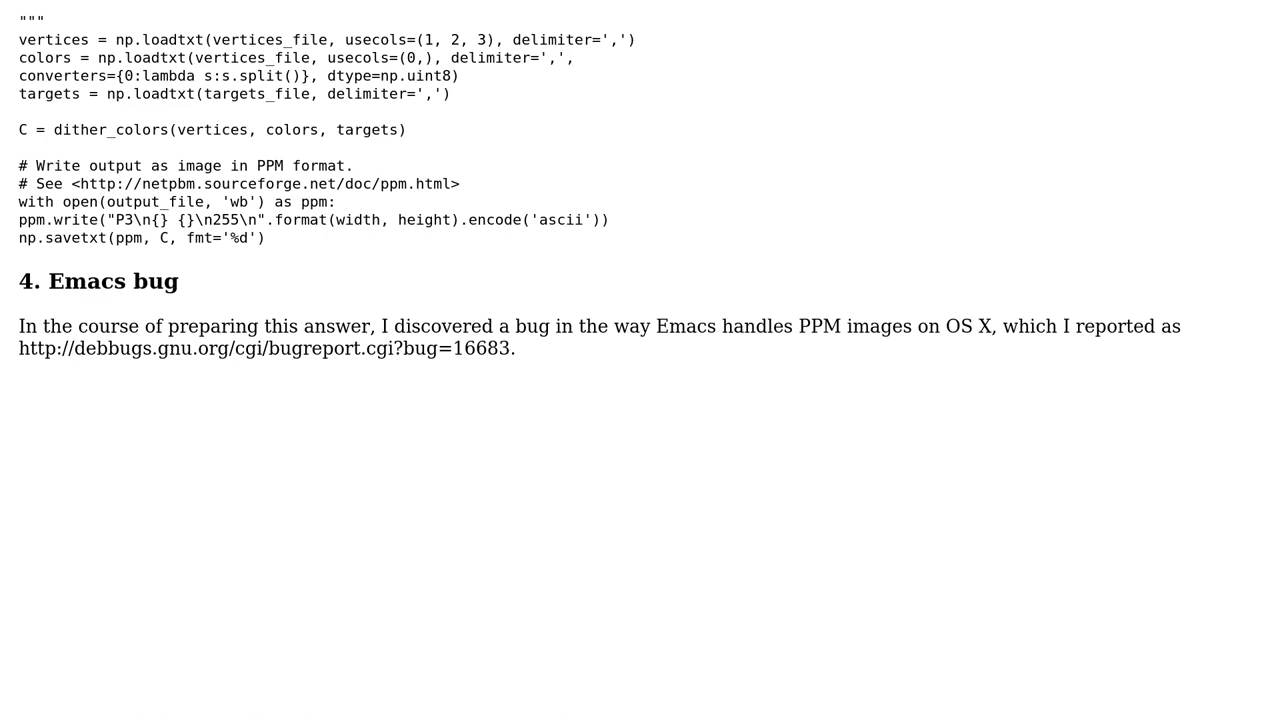 """
vertices = np.loadtxt(vertices_file, usecols=(1, 2, 3), delimiter=',')
colors = np.loadtxt(vertices_file, usecols=(0,), delimiter=',',
converters={0:lambda s:s.split()}, dtype=np.uint8)
targets = np.loadtxt(targets_file, delimiter=',')

C = dither_colors(vertices, colors, targets)

# Write output as image in PPM format.
# See <http://netpbm.sourceforge.net/doc/ppm.html>
with open(output_file, 'wb') as ppm:
ppm.write("P3\n{} {}\n255\n".format(width, height).encode('ascii'))
np.savetxt(ppm, C, fmt='%d')

4. Emacs bug

In the course of preparing this answer, I discovered a bug in the way Emacs handles PPM images on OS X, which I reported as
http://debbugs.gnu.org/cgi/bugreport.cgi?bug=16683.